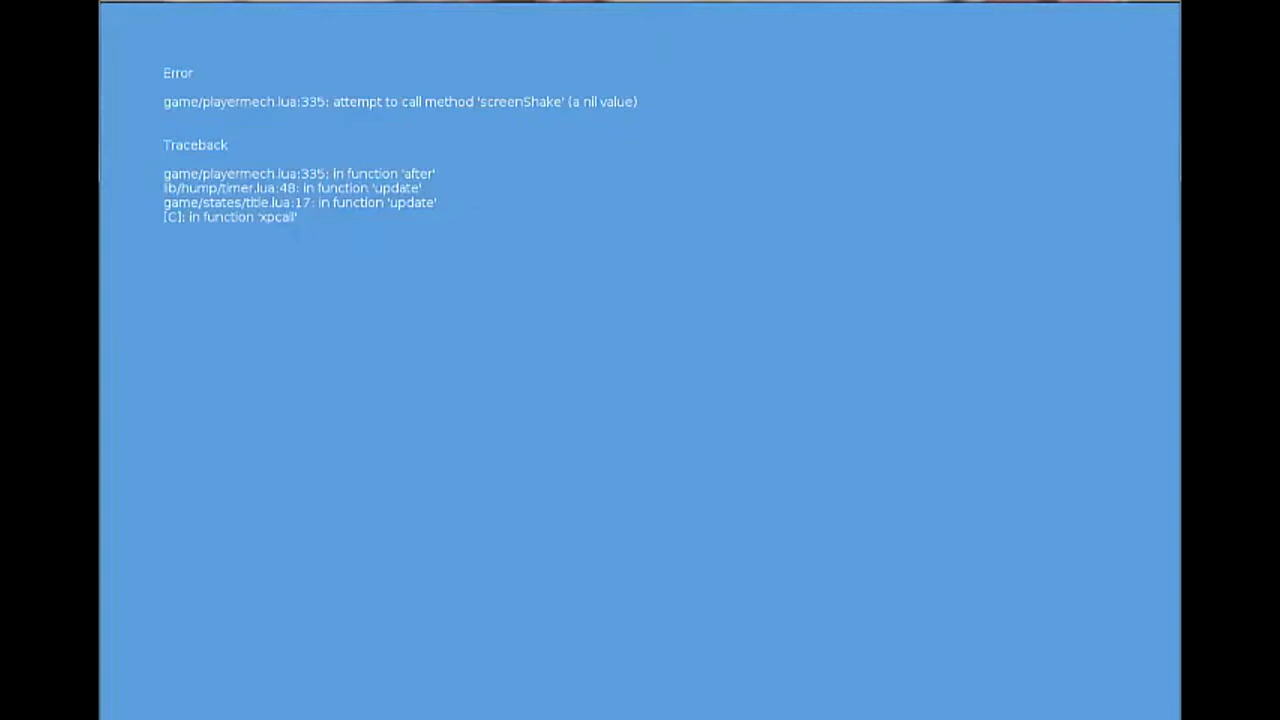 Error
game/playermech.lua:335: attempt to call method 'screenShake' (a nil value)
Traceback
game/playermech.lua:335: in function 'after'
lib/hump/timer.lua:48: in function 'update'
game/states/title.lua:17: in function 'update'
[C]: in function 'xpcall'